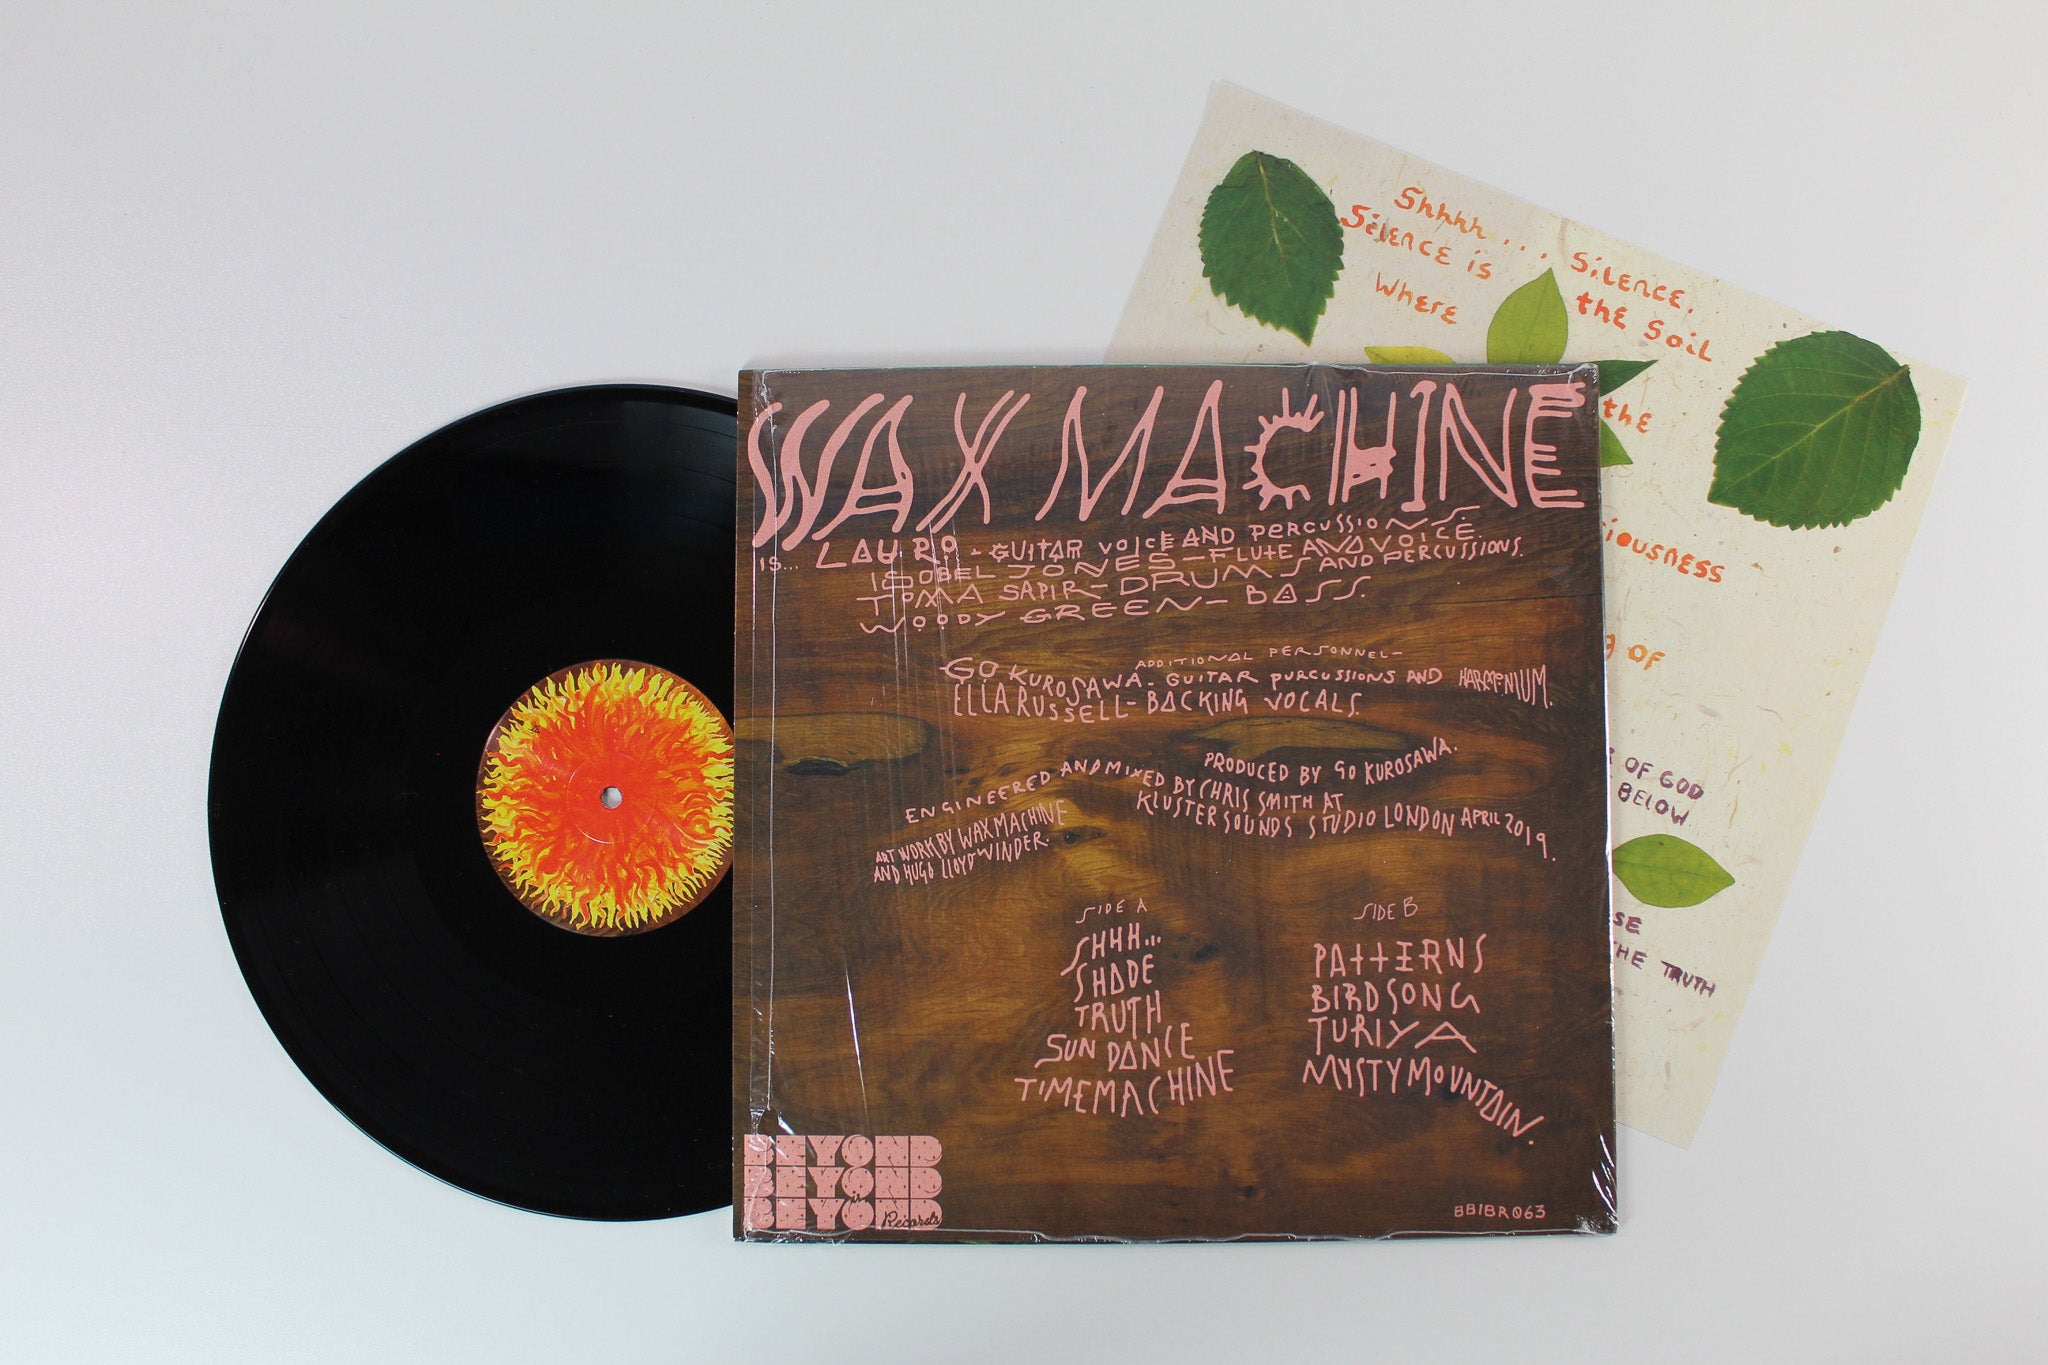 WAX MACHINE
IS... LAURO - GUITAR VOICE AND PERCUSSIONS.
ISOBEL JONES - FLUTE AND VOICE.
TOMA SAPIR - DRUMS AND PERCUSSIONS.
WOODY GREEN - BASS.
ADDITIONAL PERSONNEL -
GO KUROSAWA - GUITAR PURCUSSIONS AND HARMONIUM.
ELLA RUSSELL - BACKING VOCALS.
PRODUCED BY GO KUROSAWA.
ENGINEERED AND MIXED BY CHRIS SMITH AT
KLUSTER SOUNDS STUDIO LONDON APRIL 2019.
ART WORK BY WAX MACHINE
AND HUGO LLOYD WINDER.
SIDE A
SHHH...
SHADE
TRUTH
SUN DANCE
TIMEMACHINE
SIDE B
PATTERNS
BIRDSONG
TURIYA
MYSTY MOUNTAIN.
BEYOND
BEYOND
is
BEYOND
Records
BBIBR063
Shhhh... Silence.
Silence is the Soil
Where
the
iousness
g OF
OF GOD
BELOW
SE
THE TRUTH